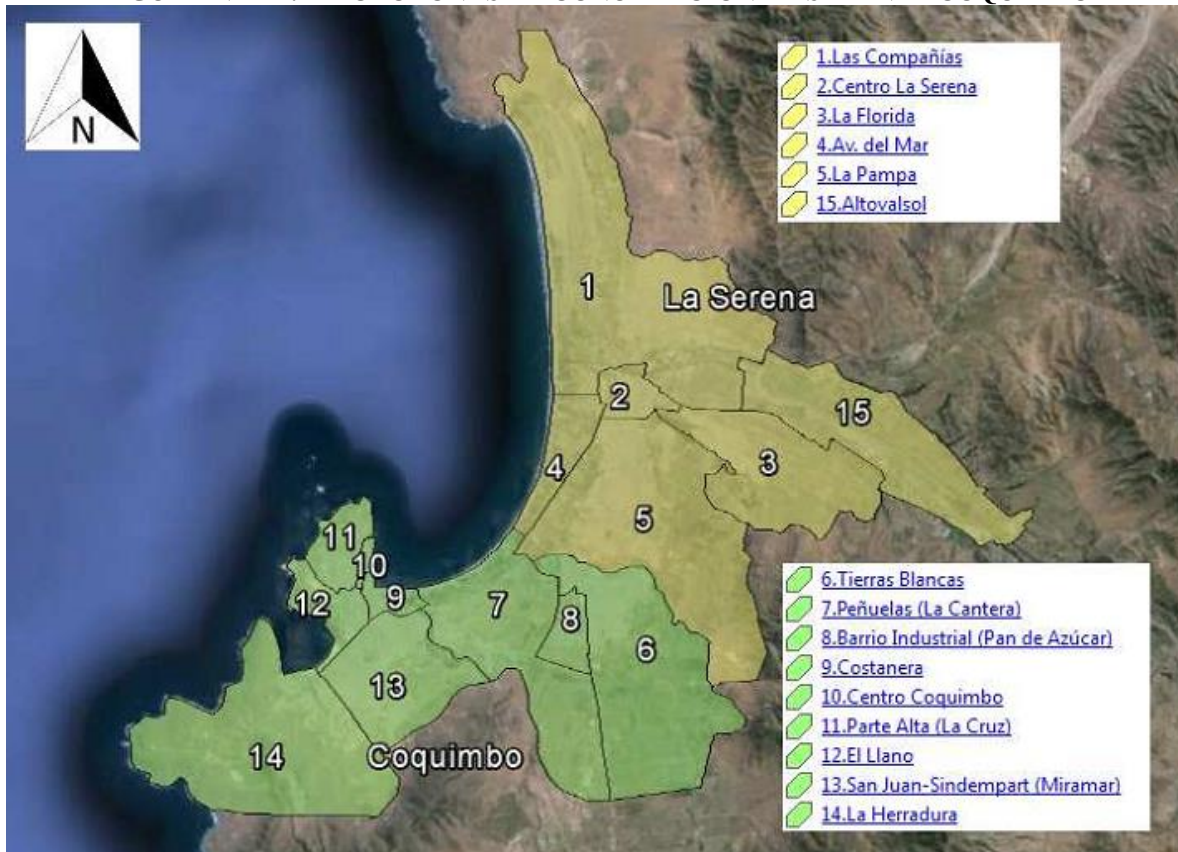 N
1.Las Compañías
2.Centro La Serena
3.La Florida
4.Av. del Mar
5.La Pampa
15.Altovalsol
1
La Serena
2
15
4
3
5
11
10
12
9
7
8
6
13
14
Coquimbo
6.Tierras Blancas
7.Peñuelas (La Cantera)
8.Barrio Industrial (Pan de Azúcar)
9.Costanera
10.Centro Coquimbo
11.Parte Alta (La Cruz)
12.El Llano
13.San Juan-Sindempart (Miramar)
14.La Herradura